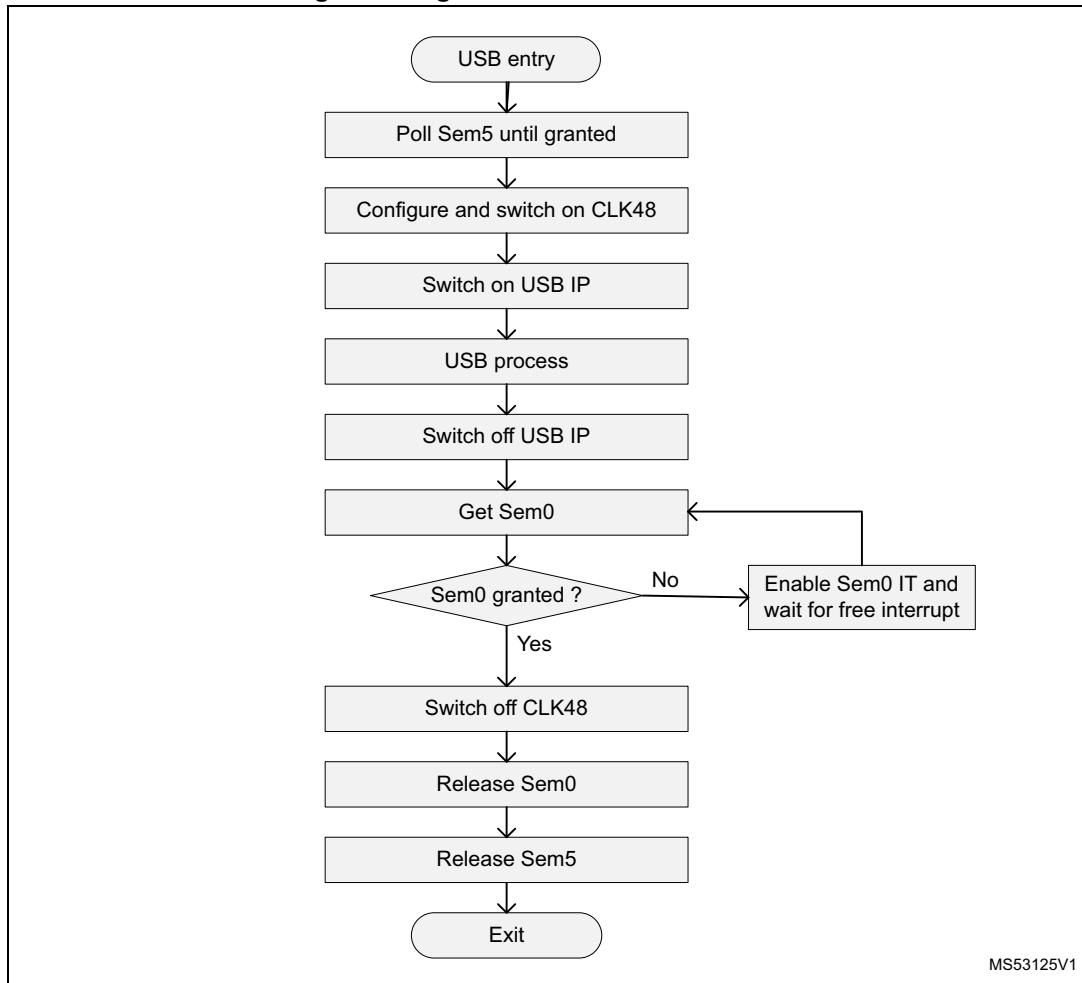 USB entry
Poll Sem5 until granted
Configure and switch on CLK48
Switch on USB IP
USB process
Switch off USB IP
Get Sem0
Sem0 granted ?
No
Enable Sem0 IT and
wait for free interrupt
Yes
Switch off CLK48
Release Sem0
Release Sem5
Exit
MS53125V1